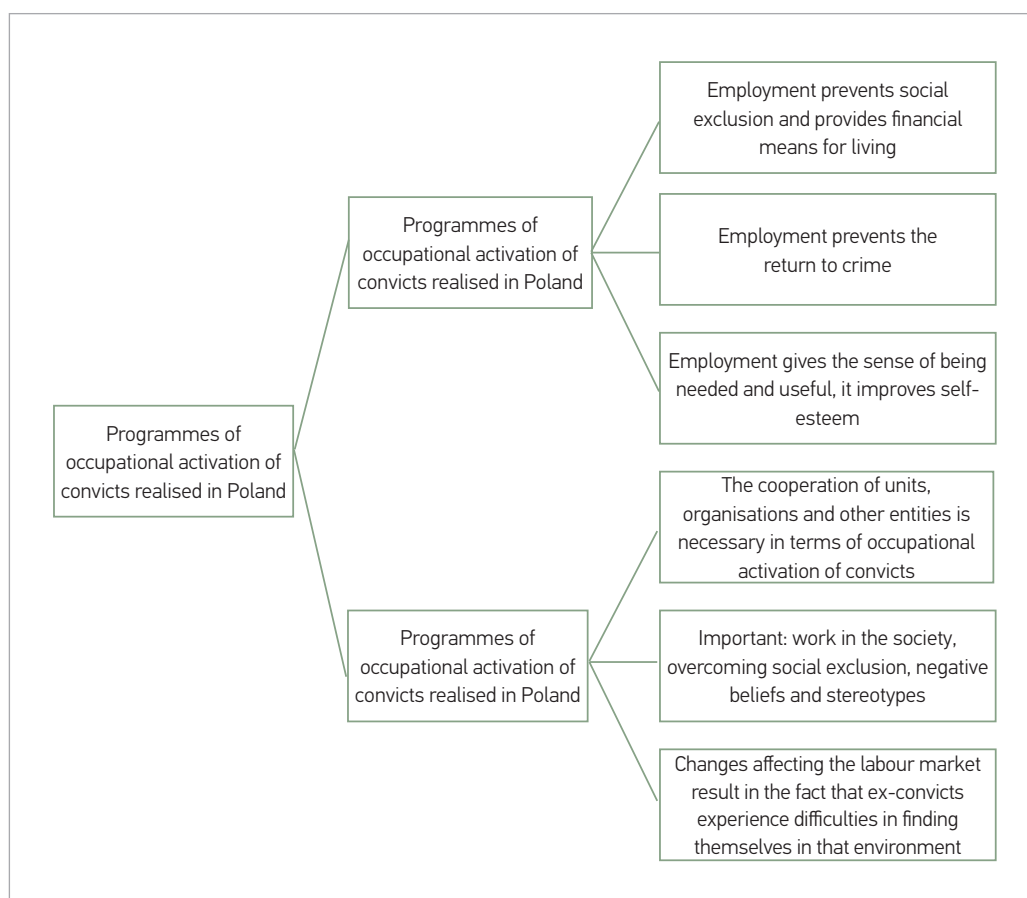 Programmes of
occupational activation of
convicts realised in Poland
Programmes of
occupational activation of
convicts realised in Poland
Employment prevents social
exclusion and provides financial
means for living
Employment prevents the
return to crime
Employment gives the sense of being
needed and useful, it improves self-
esteem
Programmes of
occupational activation of
convicts realised in Poland
The cooperation of units,
organisations and other entities is
necessary in terms of occupational
activation of convicts
Important: work in the society,
overcoming social exclusion, negative
beliefs and stereotypes
Changes affecting the labour market
result in the fact that ex-convicts
experience difficulties in finding
themselves in that environment